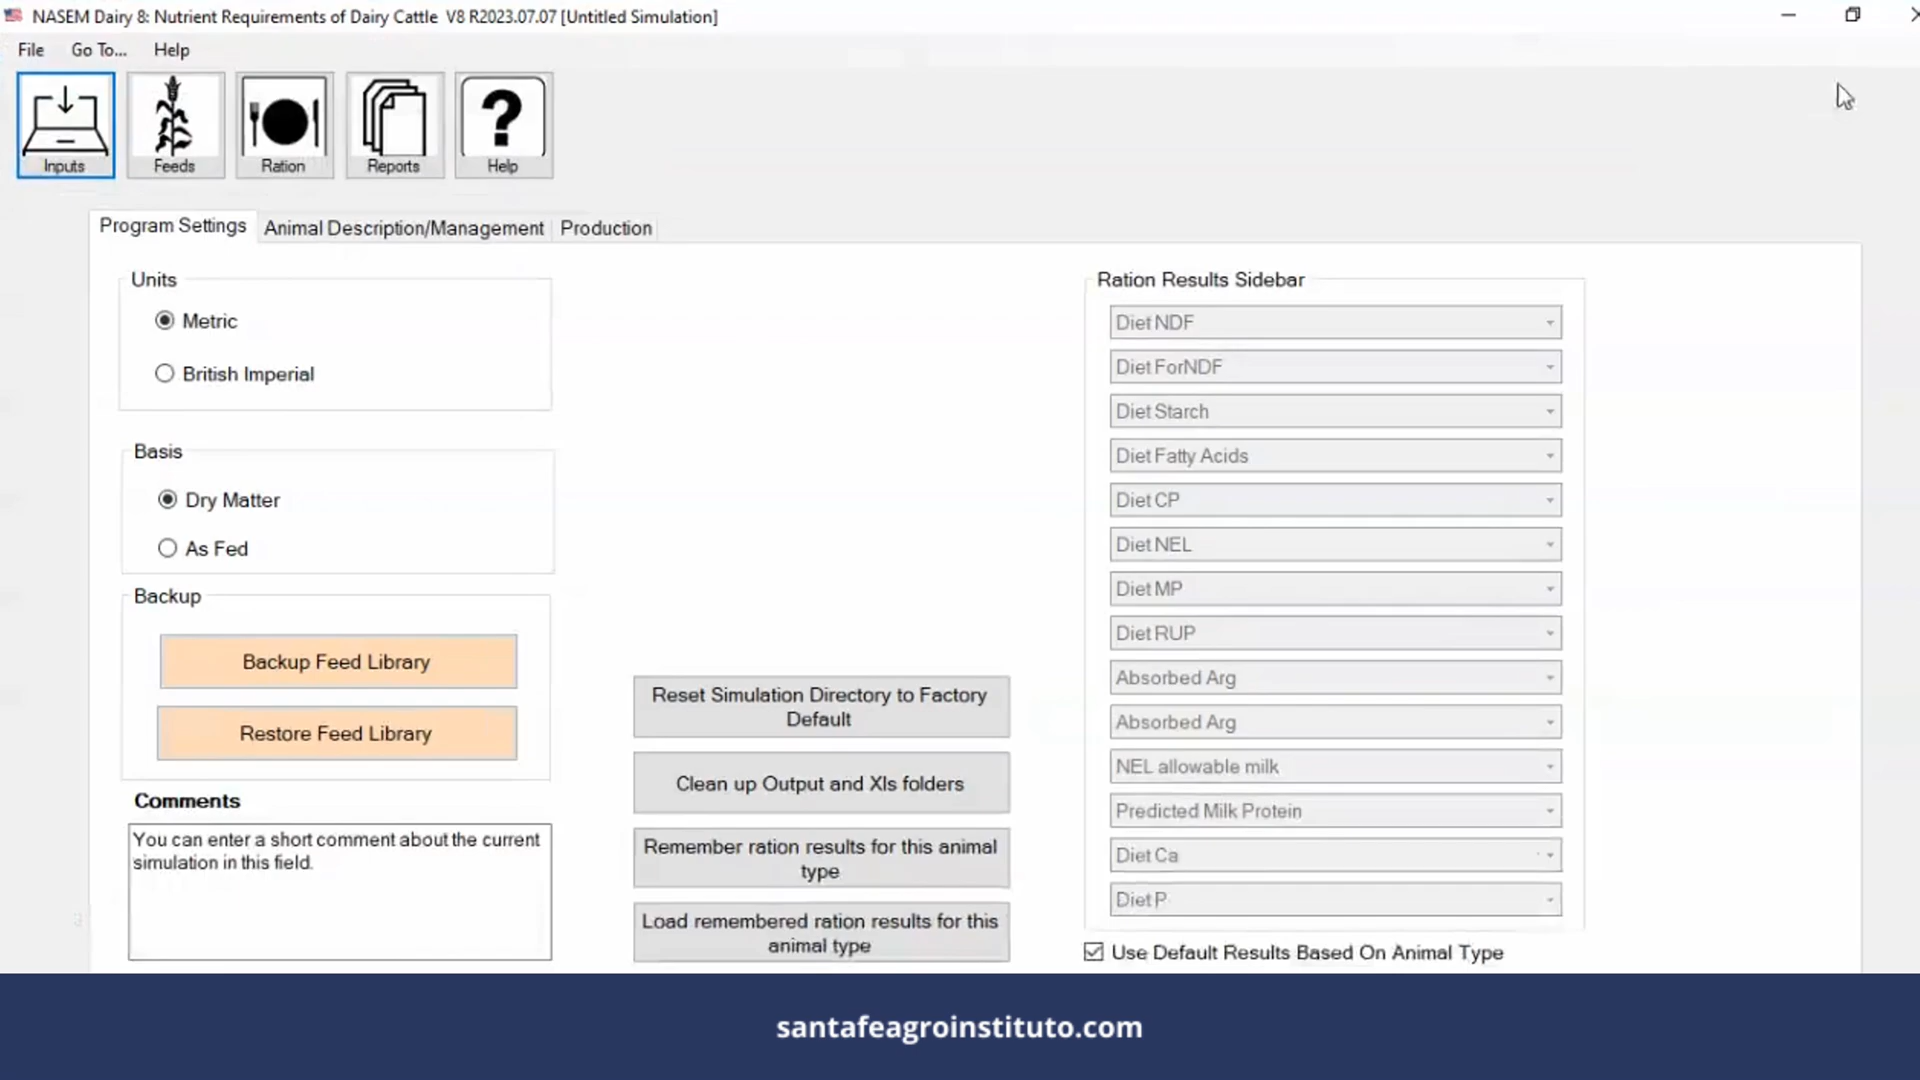 NASEM Dairy 8: Nutrient Requirements of Dairy Cattle  V8 R2023.07.07 [Untitled Simulation]
File
Go To...
Help
Inputs
Feeds
Ration
Reports
Help
Program Settings
Animal Description/Management
Production
Units
Metric
British Imperial
Basis
Dry Matter
As Fed
Backup
Backup Feed Library
Restore Feed Library
Comments
You can enter a short comment about the current
simulation in this field.
Reset Simulation Directory to Factory
Default
Clean up Output and Xls folders
Remember ration results for this animal
type
Load remembered ration results for this
animal type
Ration Results Sidebar
Diet NDF
Diet ForNDF
Diet Starch
Diet Fatty Acids
Diet CP
Diet NEL
Diet MP
Diet RUP
Absorbed Arg
Absorbed Arg
NEL allowable milk
Predicted Milk Protein
Diet Ca
Diet P
Use Default Results Based On Animal Type
santafeagroinstituto.com